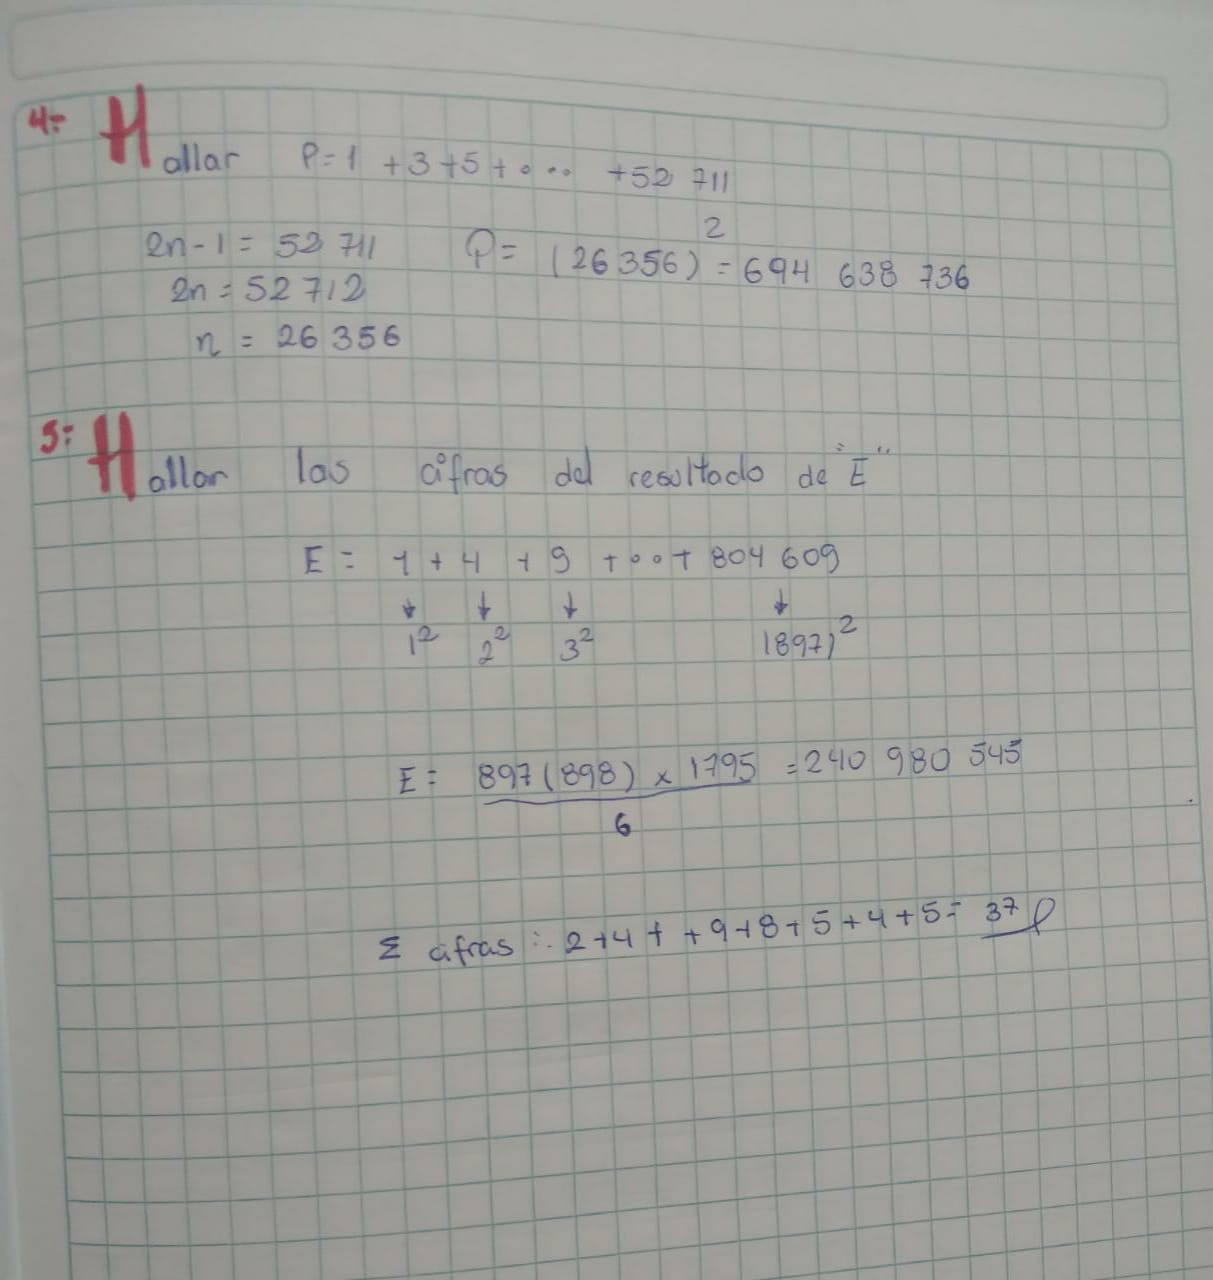 4:- Hallar P=1 +3+5+... +52 711
2n-1 = 52 711 P= (26 356)² = 694 638 736
2n = 52 712
n = 26 356
5:- Hallar las cifras del resultado de "E"
E = 1 + 4 + 9 + ...+ 804 609
↓ ↓ ↓ ↓
1² 2² 3² (897)²
E = 897(898) x 1795 = 240 980 545
6
Σ cifras : 2+4+ +9+8+5+4+5= 37